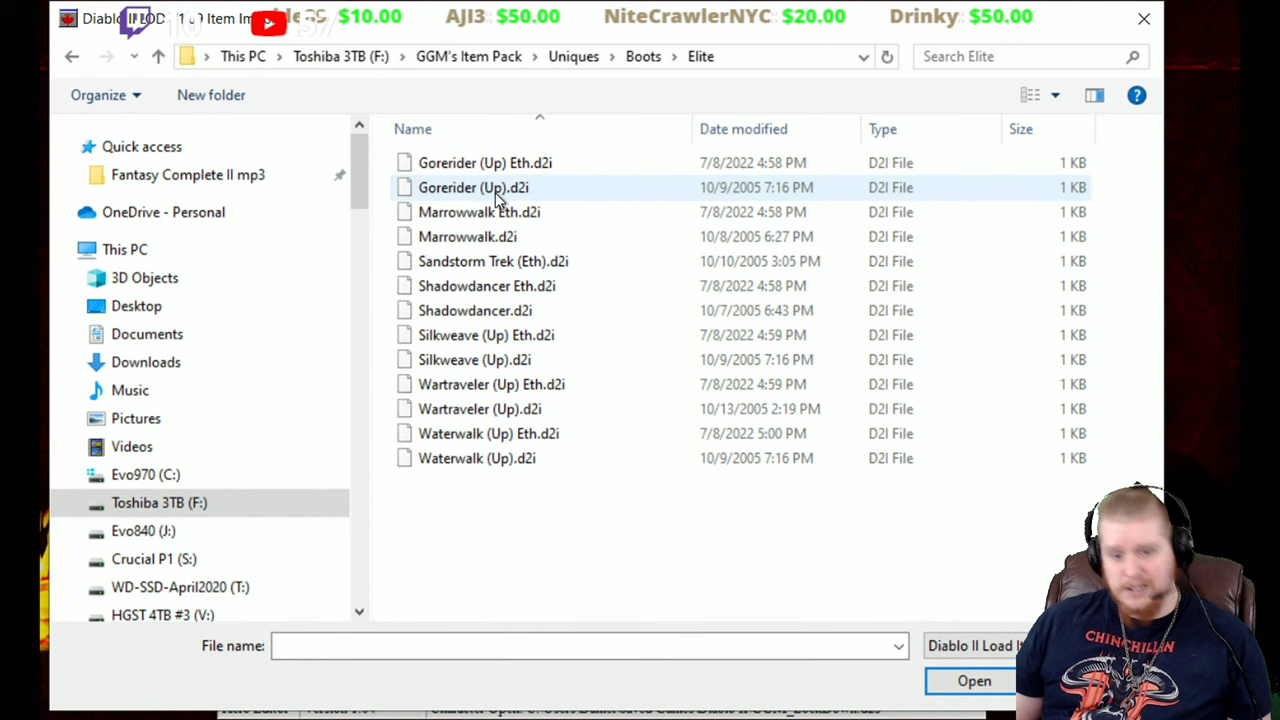 $10.00 AJI3 $50.00 NiteCrawlerNYC $20.00 Drinky $50.00
This PC Toshiba 3TB (F:) GGM's Item Pack Uniques Boots Elite Search Elite
Organize New folder
Name Date modified Type Size
Quick access
Fantasy Complete II mp3
OneDrive - Personal
This PC
3D Objects
Desktop
Documents
Downloads
Music
Pictures
Videos
Evo970 (C:)
Toshiba 3TB (F:)
Evo840 (J:)
Crucial P1 (S:)
WD-SSD-April2020 (T:)
HGST 4TB #3 (V:)
Gorerider (Up) Eth.d2i 7/8/2022 4:58 PM D2I File 1 KB
Gorerider (Up).d2i 10/9/2005 7:16 PM D2I File 1 KB
Marrowwalk Eth.d2i 7/8/2022 4:58 PM D2I File 1 KB
Marrowwalk.d2i 10/8/2005 6:27 PM D2I File 1 KB
Sandstorm Trek (Eth).d2i 10/10/2005 3:05 PM D2I File 1 KB
Shadowdancer Eth.d2i 7/8/2022 4:58 PM D2I File 1 KB
Shadowdancer.d2i 10/7/2005 6:43 PM D2I File 1 KB
Silkweave (Up) Eth.d2i 7/8/2022 4:59 PM D2I File 1 KB
Silkweave (Up).d2i 10/9/2005 7:16 PM D2I File 1 KB
Wartraveler (Up) Eth.d2i 7/8/2022 4:59 PM D2I File 1 KB
Wartraveler (Up).d2i 10/13/2005 2:19 PM D2I File 1 KB
Waterwalk (Up) Eth.d2i 7/8/2022 5:00 PM D2I File 1 KB
Waterwalk (Up).d2i 10/9/2005 7:16 PM D2I File 1 KB
File name: Diablo II Load
Open
CHINCHILLIN